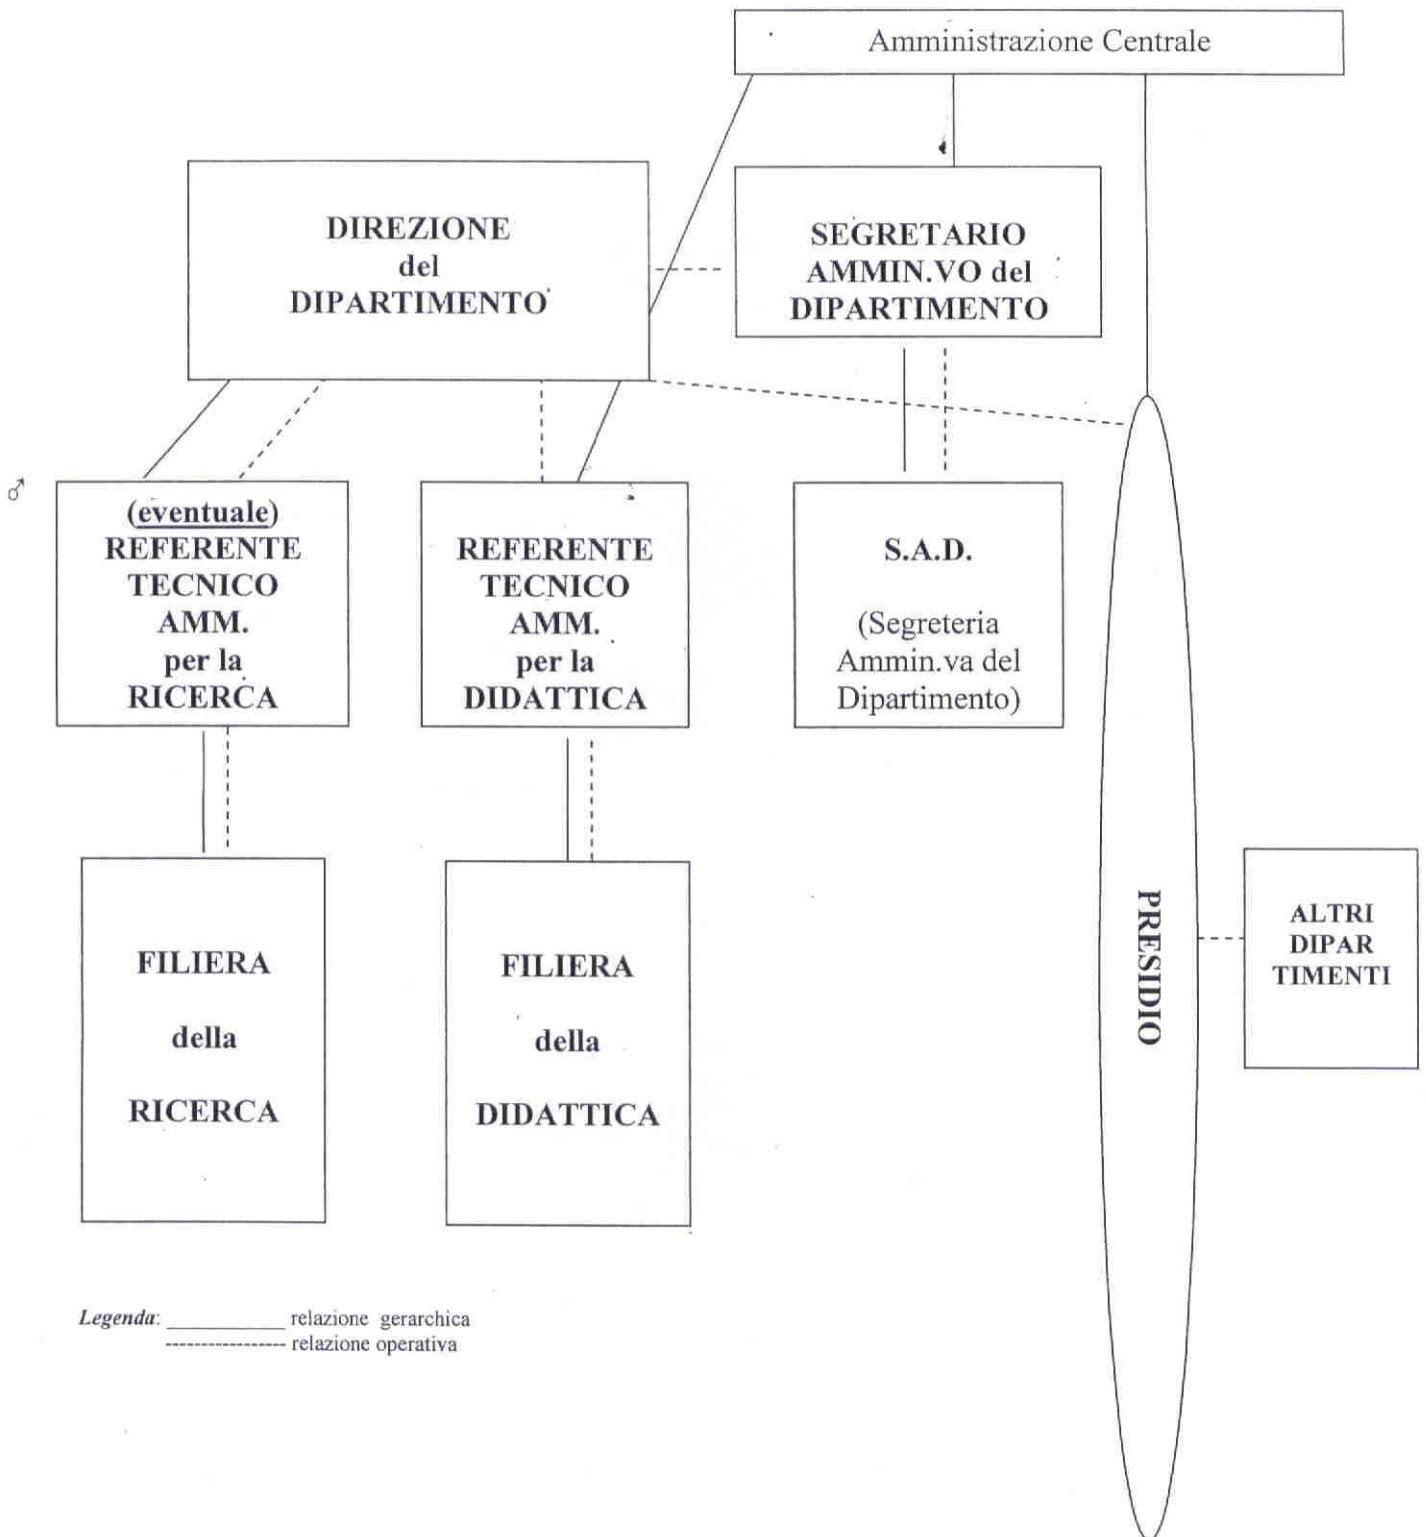 Amministrazione Centrale
DIREZIONE
del
DIPARTIMENTO
SEGRETARIO
AMMIN.VO del
DIPARTIMENTO
♂
(eventuale)
REFERENTE
TECNICO
AMM.
per la
RICERCA
REFERENTE
TECNICO
AMM.
per la
DIDATTICA
S.A.D.
(Segreteria
Ammin.va del
Dipartimento)
FILIERA
della
RICERCA
FILIERA
della
DIDATTICA
PRESIDIO
ALTRI
DIPAR
TIMENTI
Legenda: __________ relazione gerarchica
---------------- relazione operativa